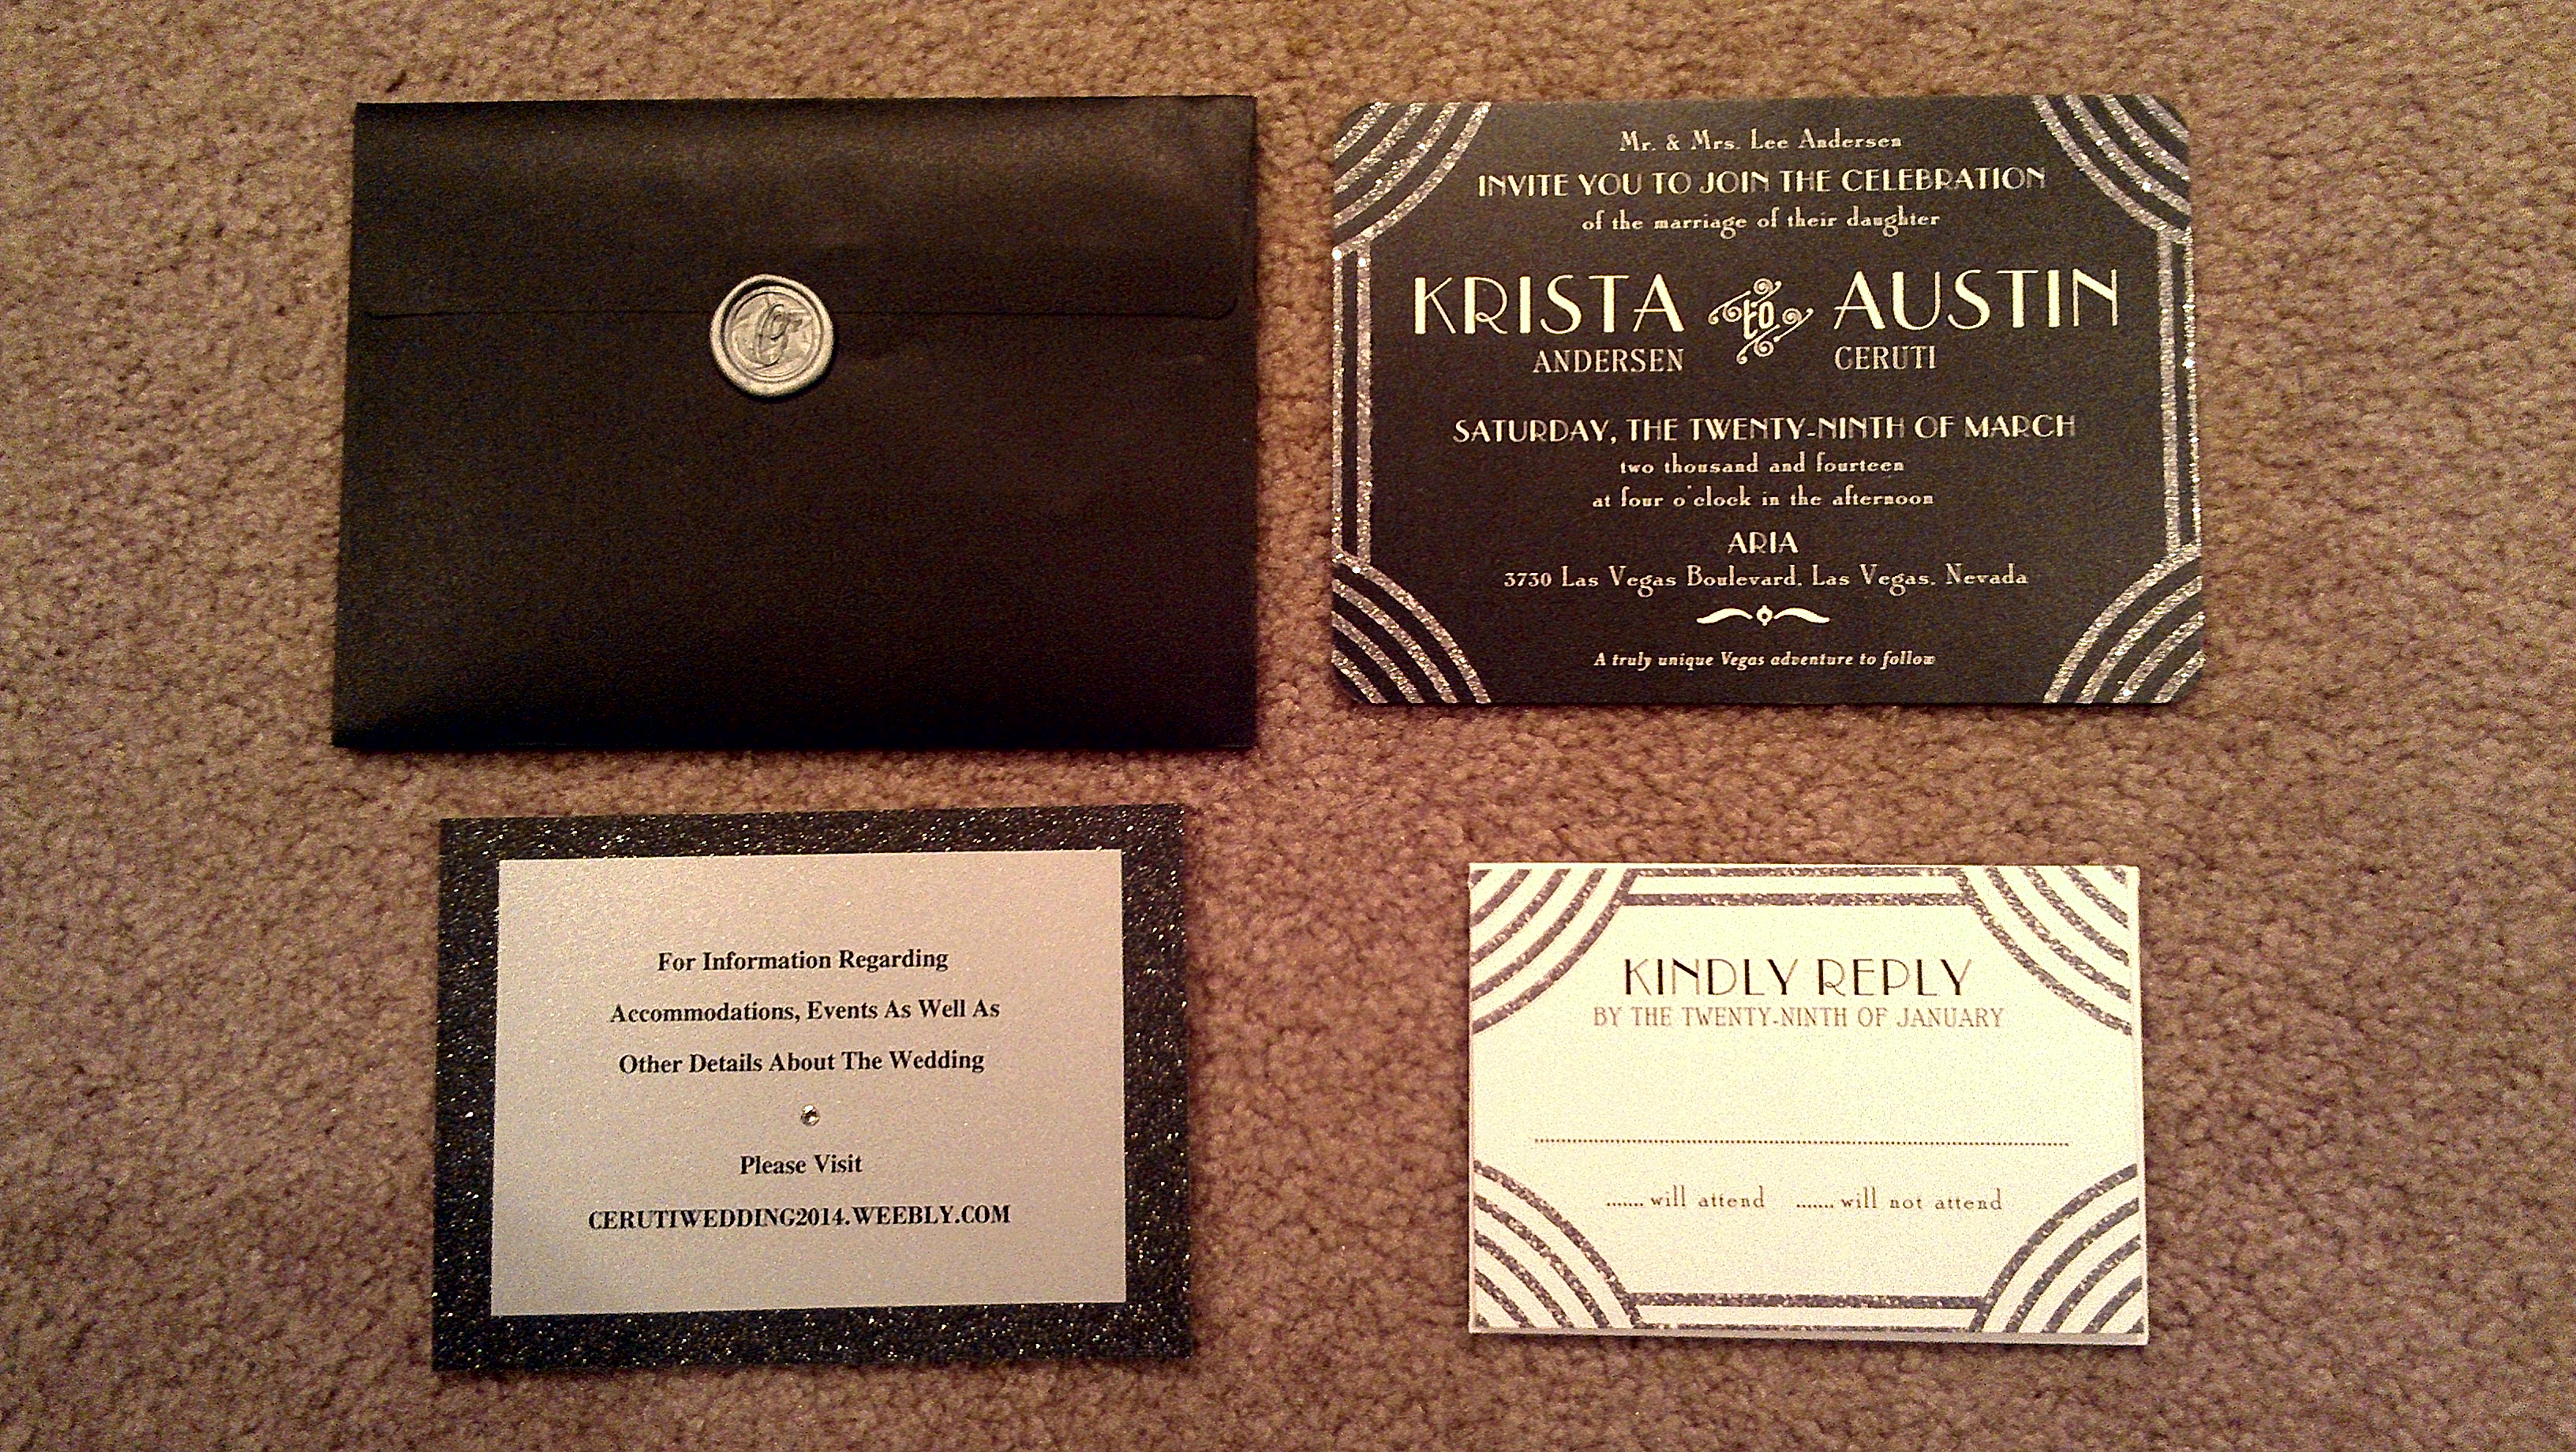 C
Mr. & Mrs. Lee Andersen
INVITE YOU TO JOIN THE CELEBRATION
of the marriage of their daughter
KRISTA to AUSTIN
ANDERSEN CERUTI
SATURDAY, THE TWENTY-NINTH OF MARCH
two thousand and fourteen
at four o'clock in the afternoon
ARIA
3730 Las Vegas Boulevard, Las Vegas, Nevada
A truly unique Vegas adventure to follow
For Information Regarding
Accommodations, Events As Well As
Other Details About The Wedding
Please Visit
CERUTIWEDDING2014.WEEBLY.COM
KINDLY REPLY
BY THE TWENTY-NINTH OF JANUARY
....... will attend ....... will not attend